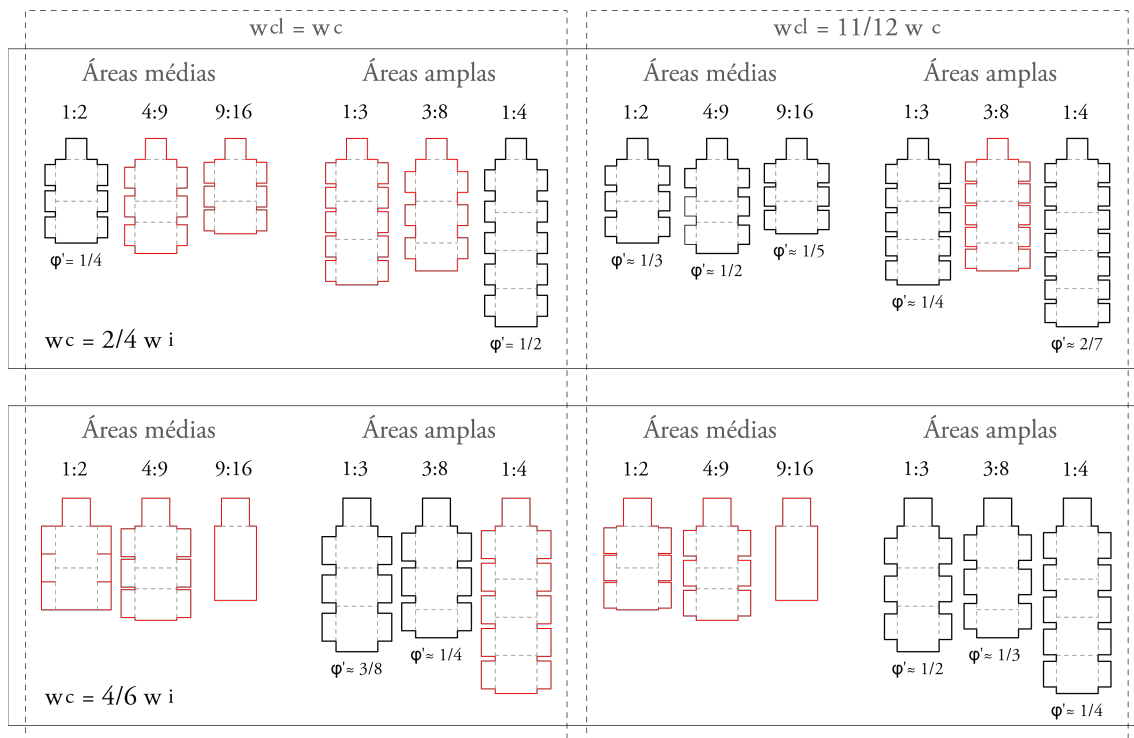 wcl = wc
wcl = 11/12 w c
Áreas médias
Áreas amplas
Áreas médias
Áreas amplas
1:2 4:9 9:16 1:3 3:8 1:4 1:2 4:9 9:16 1:3 3:8 1:4
φ'= 1/4
φ'= 1/2
φ'≈ 1/3
φ'≈ 1/2
φ'≈ 1/5
φ'≈ 1/4
φ'≈ 2/7
wc = 2/4 wi
Áreas médias
Áreas amplas
Áreas médias
Áreas amplas
1:2 4:9 9:16 1:3 3:8 1:4 1:2 4:9 9:16 1:3 3:8 1:4
φ'≈ 3/8
φ'≈ 1/4
φ'≈ 1/2
φ'≈ 1/3
φ'≈ 1/4
wc = 4/6 wi